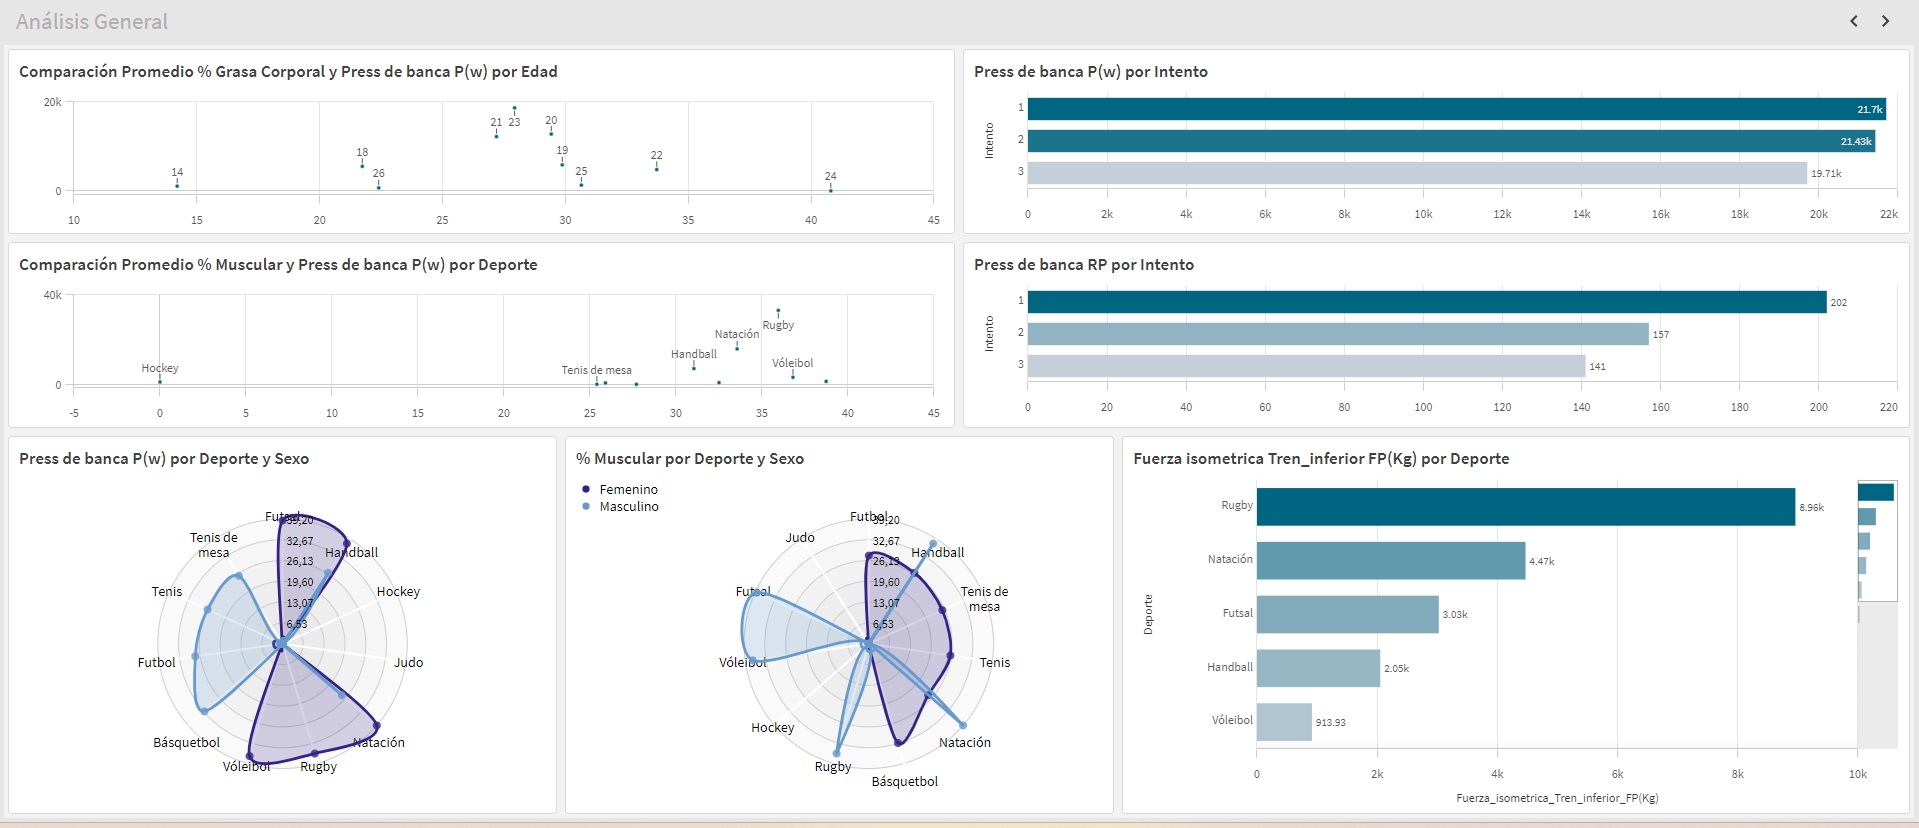 Análisis General
Comparación Promedio % Grasa Corporal y Press de banca P(w) por Edad
20k
0
14
18
26
21
23
20
19
25
22
24
10
15
20
25
30
35
40
45
Press de banca P(w) por Intento
Intento
1
21.7k
2
21.43k
3
19.71k
0
2k
4k
6k
8k
10k
12k
14k
16k
18k
20k
22k
Comparación Promedio % Muscular y Press de banca P(w) por Deporte
40k
0
Hockey
Tenis de mesa
Handball
Natación
Rugby
Vóleibol
-5
0
5
10
15
20
25
30
35
40
45
Press de banca RP por Intento
Intento
1
202
2
157
3
141
0
20
40
60
80
100
120
140
160
180
200
220
Press de banca P(w) por Deporte y Sexo
Futsal
39,20
32,67
26,13
19,60
13,07
6,53
Handball
Hockey
Judo
Natación
Rugby
Vóleibol
Básquetbol
Futbol
Tenis
Tenis de
mesa
% Muscular por Deporte y Sexo
Femenino
Masculino
Futbol
39,20
32,67
26,13
19,60
13,07
6,53
Handball
Tenis de
mesa
Tenis
Natación
Básquetbol
Rugby
Hockey
Vóleibol
Futsal
Judo
Fuerza isometrica Tren_inferior FP(Kg) por Deporte
Deporte
Rugby
8.96k
Natación
4.47k
Futsal
3.03k
Handball
2.05k
Vóleibol
913.93
0
2k
4k
6k
8k
10k
Fuerza_isometrica_Tren_inferior_FP(Kg)